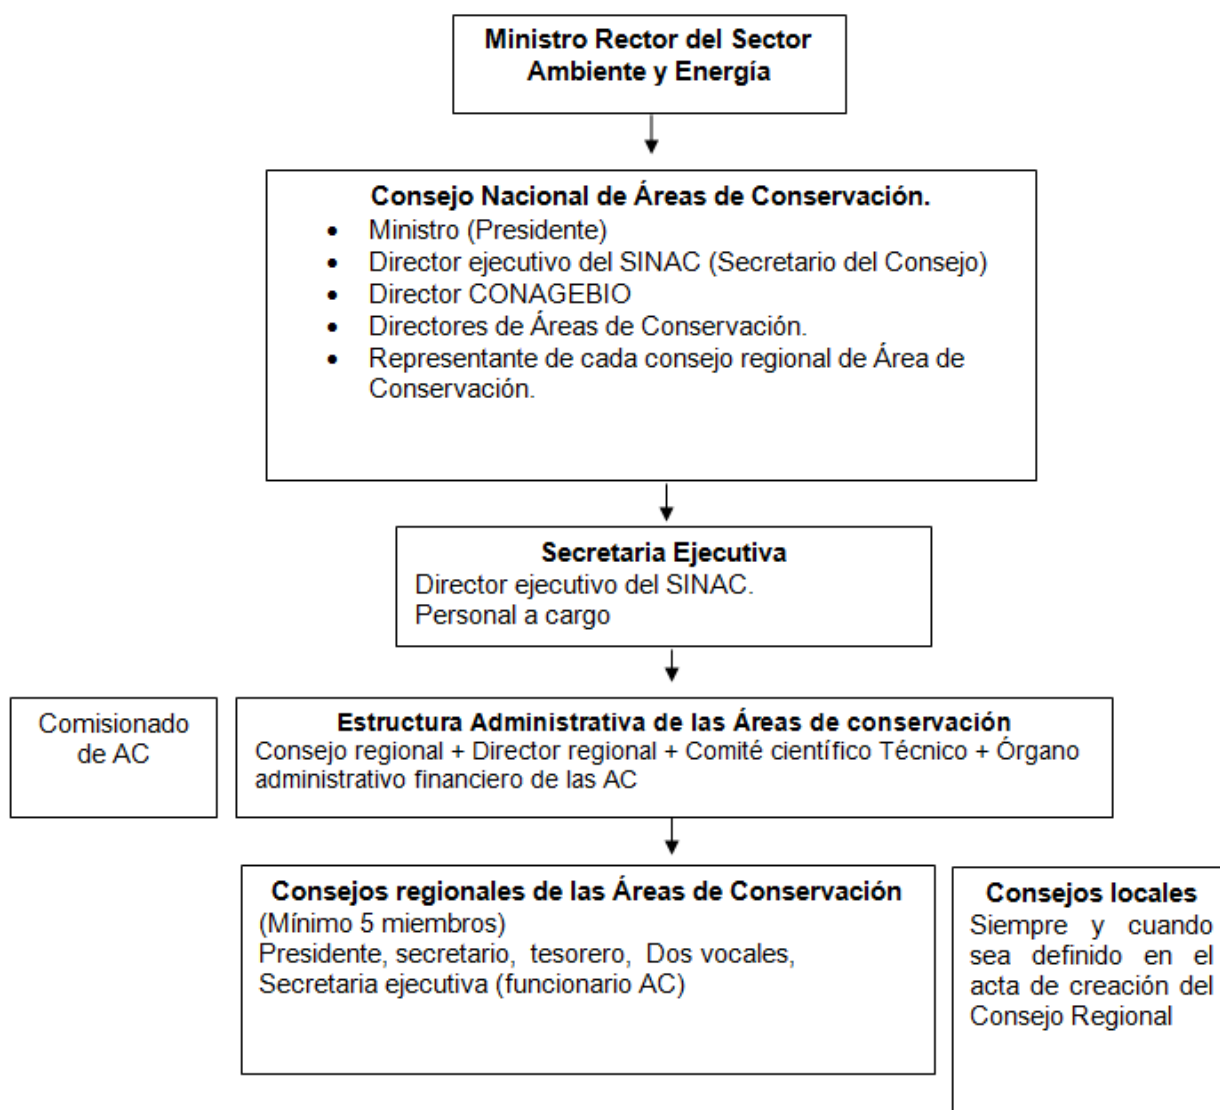 Ministro Rector del Sector
Ambiente y Energía
Consejo Nacional de Áreas de Conservación.
• Ministro (Presidente)
• Director ejecutivo del SINAC (Secretario del Consejo)
• Director CONAGEBIO
• Directores de Áreas de Conservación.
• Representante de cada consejo regional de Área de
Conservación.
Secretaria Ejecutiva
Director ejecutivo del SINAC.
Personal a cargo
Comisionado
de AC
Estructura Administrativa de las Áreas de conservación
Consejo regional + Director regional + Comité científico Técnico + Órgano
administrativo financiero de las AC
Consejos regionales de las Áreas de Conservación
(Mínimo 5 miembros)
Presidente, secretario, tesorero, Dos vocales,
Secretaria ejecutiva (funcionario AC)
Consejos locales
Siempre y cuando
sea definido en el
acta de creación del
Consejo Regional